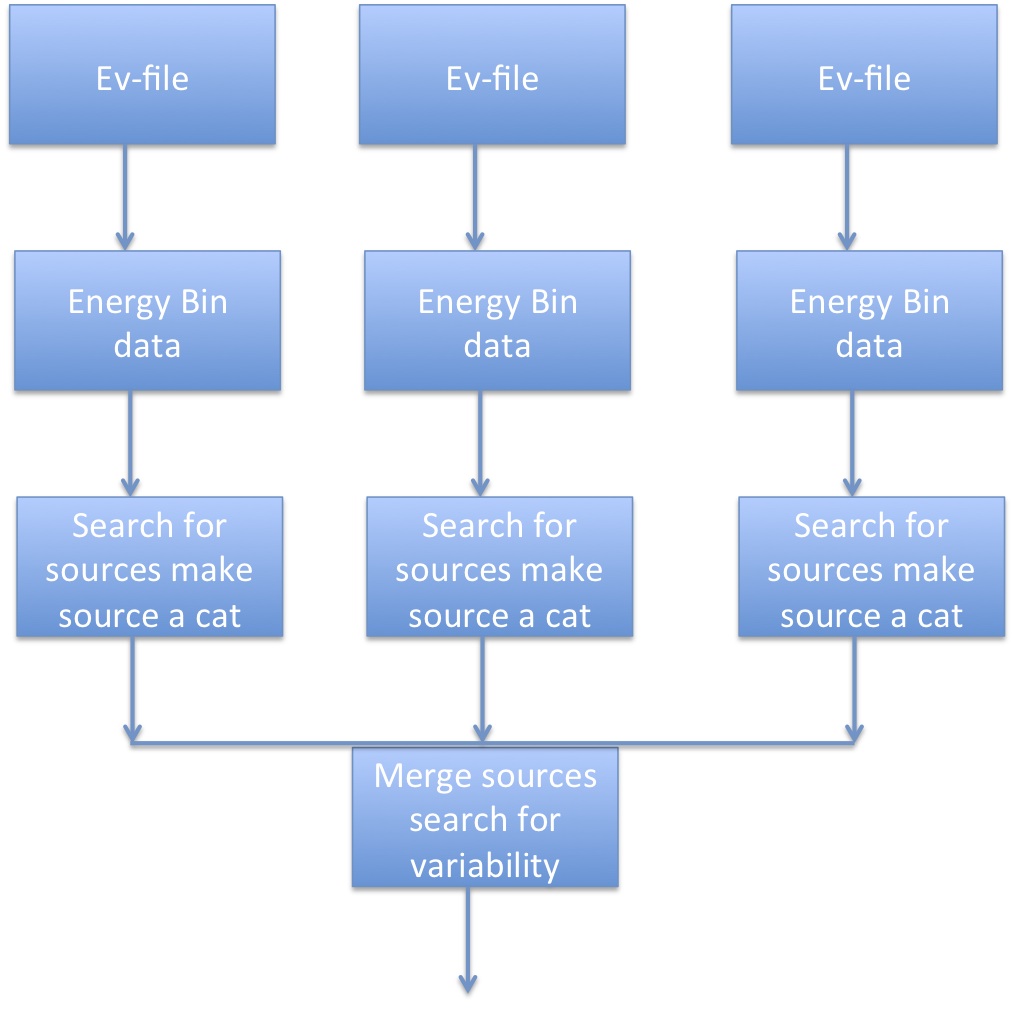 Ev-file
Ev-file
Ev-file
Energy Bin
data
Energy Bin
data
Energy Bin
data
Search for
sources make
source a cat
Search for
sources make
source a cat
Search for
sources make
source a cat
Merge sources
search for
variability